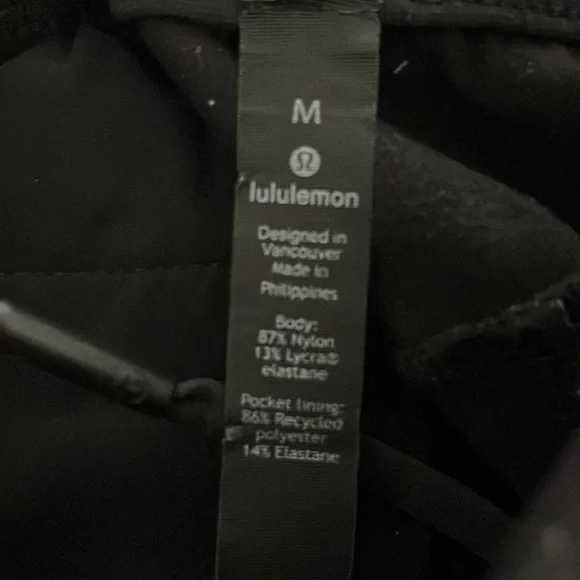 M
lululemon
Designed in
Vancouver
Made in
Philippines
Body:
87% Nylon
13% Lycra®
elastane
Pocket lining:
86% Recycled
polyester
14% Elastane